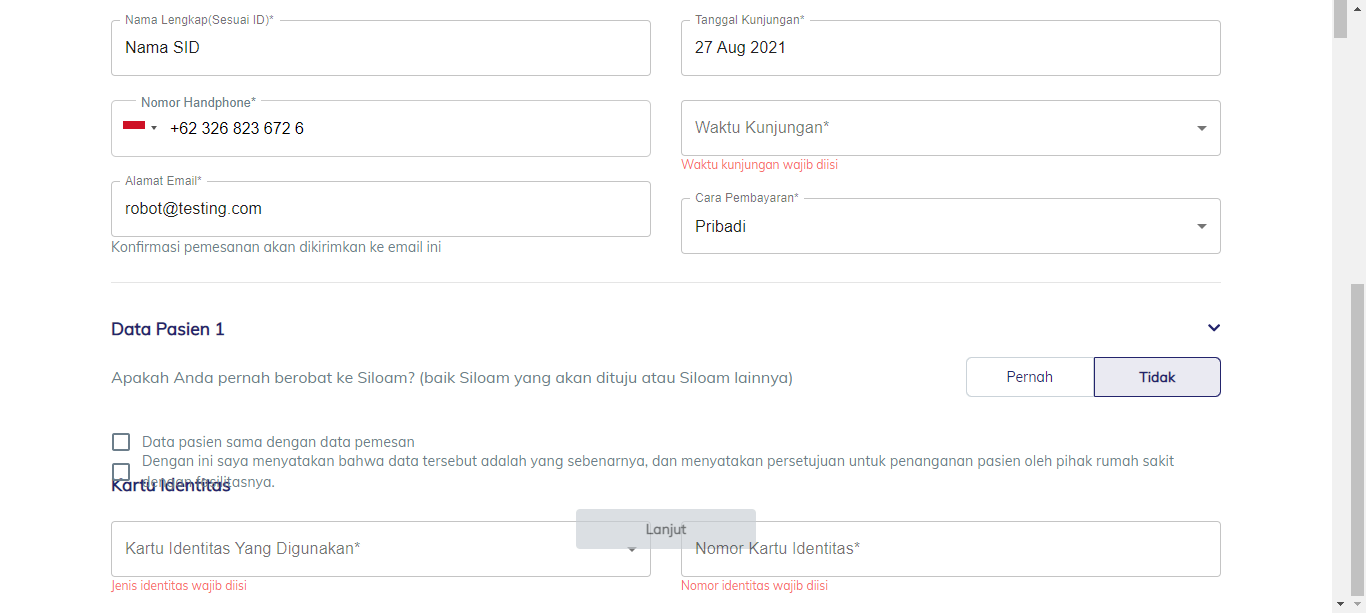 Nama Lengkap(Sesuai ID)*
Nama SID
Tanggal Kunjungan*
27 Aug 2021
Nomor Handphone*
+62 326 823 672 6
Waktu Kunjungan*
Waktu kunjungan wajib diisi
Alamat Email*
robot@testing.com
Konfirmasi pemesanan akan dikirimkan ke email ini
Cara Pembayaran*
Pribadi
Data Pasien 1
Apakah Anda pernah berobat ke Siloam? (baik Siloam yang akan dituju atau Siloam lainnya)
Pernah
Tidak
Data pasien sama dengan data pemesan
Dengan ini saya menyatakan bahwa data tersebut adalah yang sebenarnya, dan menyatakan persetujuan untuk penanganan pasien oleh pihak rumah sakit
dengan fasilitasnya.
Kartu Identitas
Lanjut
Kartu Identitas Yang Digunakan*
Jenis identitas wajib diisi
Nomor Kartu Identitas*
Nomor identitas wajib diisi